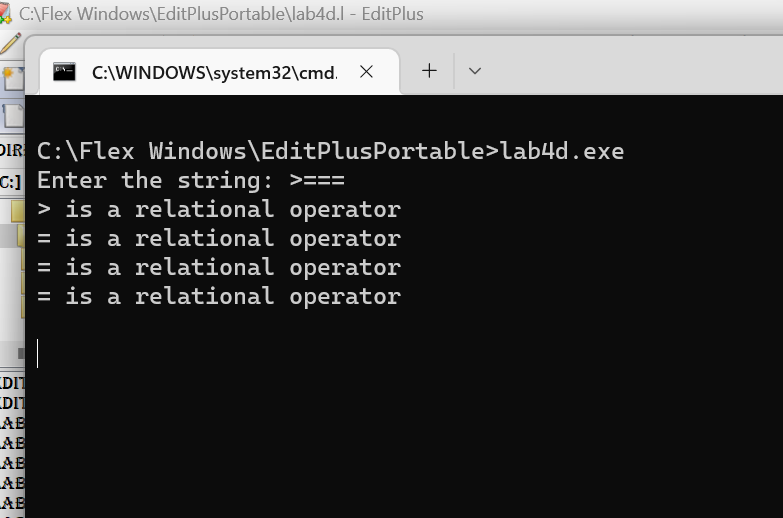 C:\Flex Windows\EditPlusPortable\lab4d.l - EditPlus
C:\WINDOWS\system32\cmd.
DIR
C:]
C:\Flex Windows\EditPlusPortable>lab4d.exe
Enter the string: >===
> is a relational operator
= is a relational operator
= is a relational operator
= is a relational operator